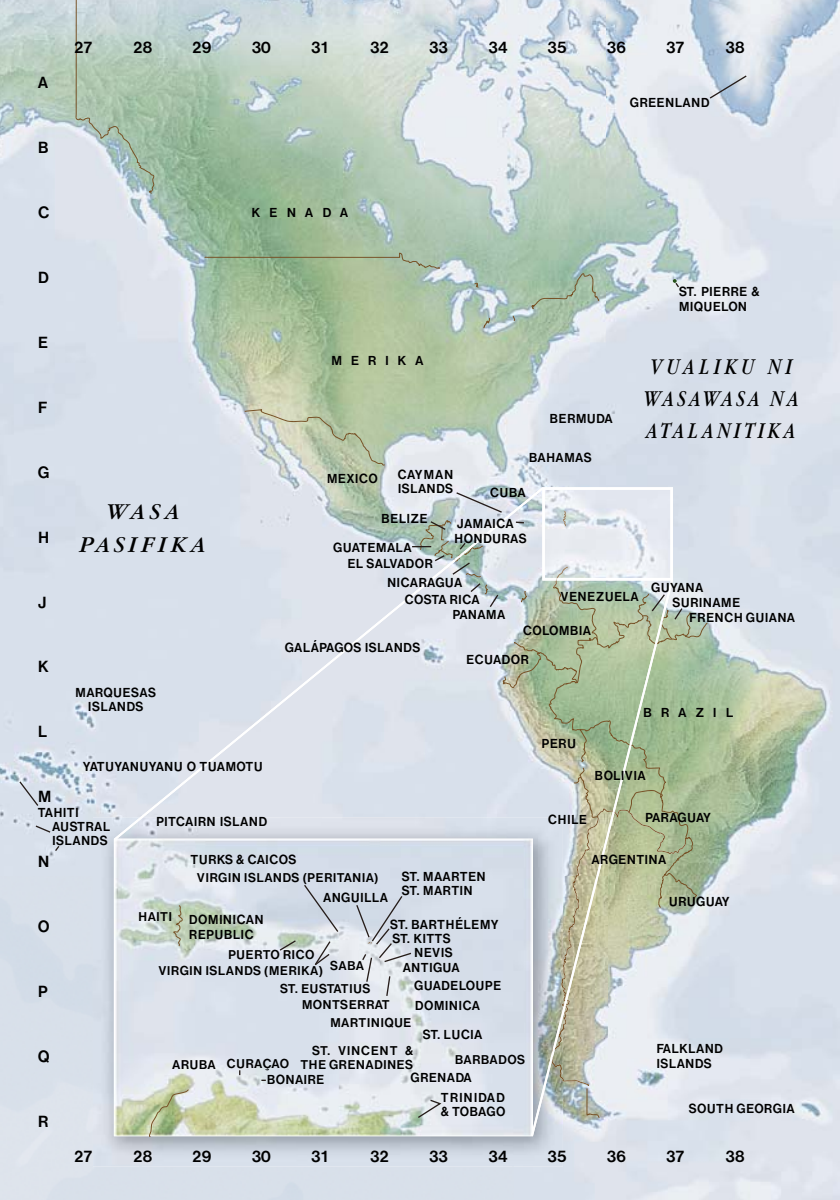 27 28 29 30 31 32 33 34 35 36 37 38
A
GREENLAND
B
C
KENADA
D
ST. PIERRE &
MIQUELON
E
MERIKA
VUALIKU NI
WASAWASA NA
ATALANITIKA
F
BERMUDA
BAHAMAS
G
MEXICO
CAYMAN
ISLANDS
CUBA
WASA
PASIFIKA
BELIZE
JAMAICA
HONDURAS
H
GUATEMALA
EL SALVADOR
NICARAGUA
COSTA RICA
PANAMA
J
VENEZUELA
GUYANA
SURINAME
FRENCH GUIANA
COLOMBIA
GALÁPAGOS ISLANDS
ECUADOR
K
MARQUESAS
ISLANDS
BRAZIL
L
PERU
YATUYANUYANU O TUAMOTU
BOLIVIA
M
TAHITI
AUSTRAL
ISLANDS
PITCAIRN ISLAND
CHILE
PARAGUAY
N
ARGENTINA
URUGUAY
TURKS & CAICOS
VIRGIN ISLANDS (PERITANIA)
ST. MAARTEN
ST. MARTIN
ANGUILLA
O
HAITI
DOMINICAN
REPUBLIC
ST. BARTHÉLEMY
ST. KITTS
NEVIS
PUERTO RICO
VIRGIN ISLANDS (MERIKA)
SABA
ANTIGUA
ST. EUSTATIUS
GUADELOUPE
P
MONTSERRAT
DOMINICA
MARTINIQUE
ST. LUCIA
Q
ST. VINCENT &
THE GRENADINES
BARBADOS
ARUBA
CURAÇAO
BONAIRE
GRENADA
TRINIDAD
& TOBAGO
FALKLAND
ISLANDS
SOUTH GEORGIA
R
27 28 29 30 31 32 33 34 35 36 37 38